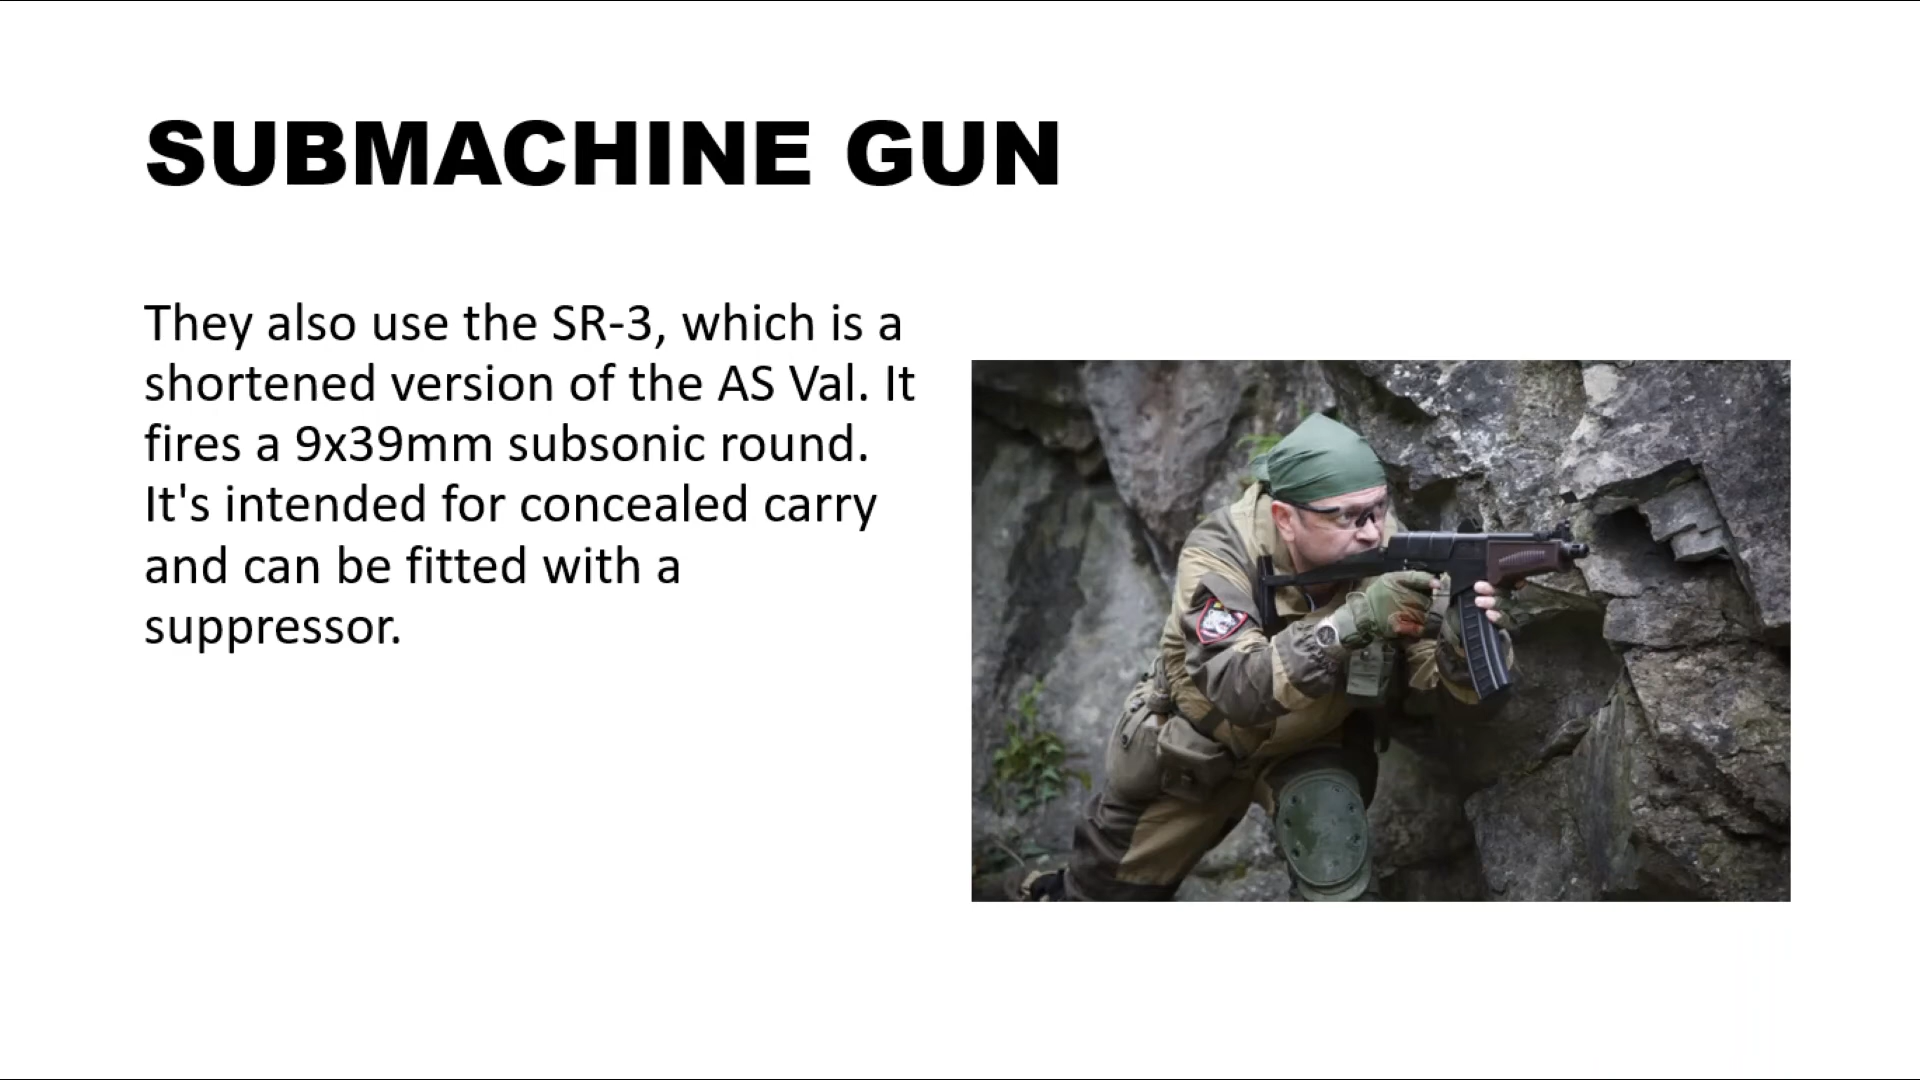 SUBMACHINE GUN
They also use the SR-3, which is a
shortened version of the AS Val. It
fires a 9x39mm subsonic round.
It's intended for concealed carry
and can be fitted with a
suppressor.